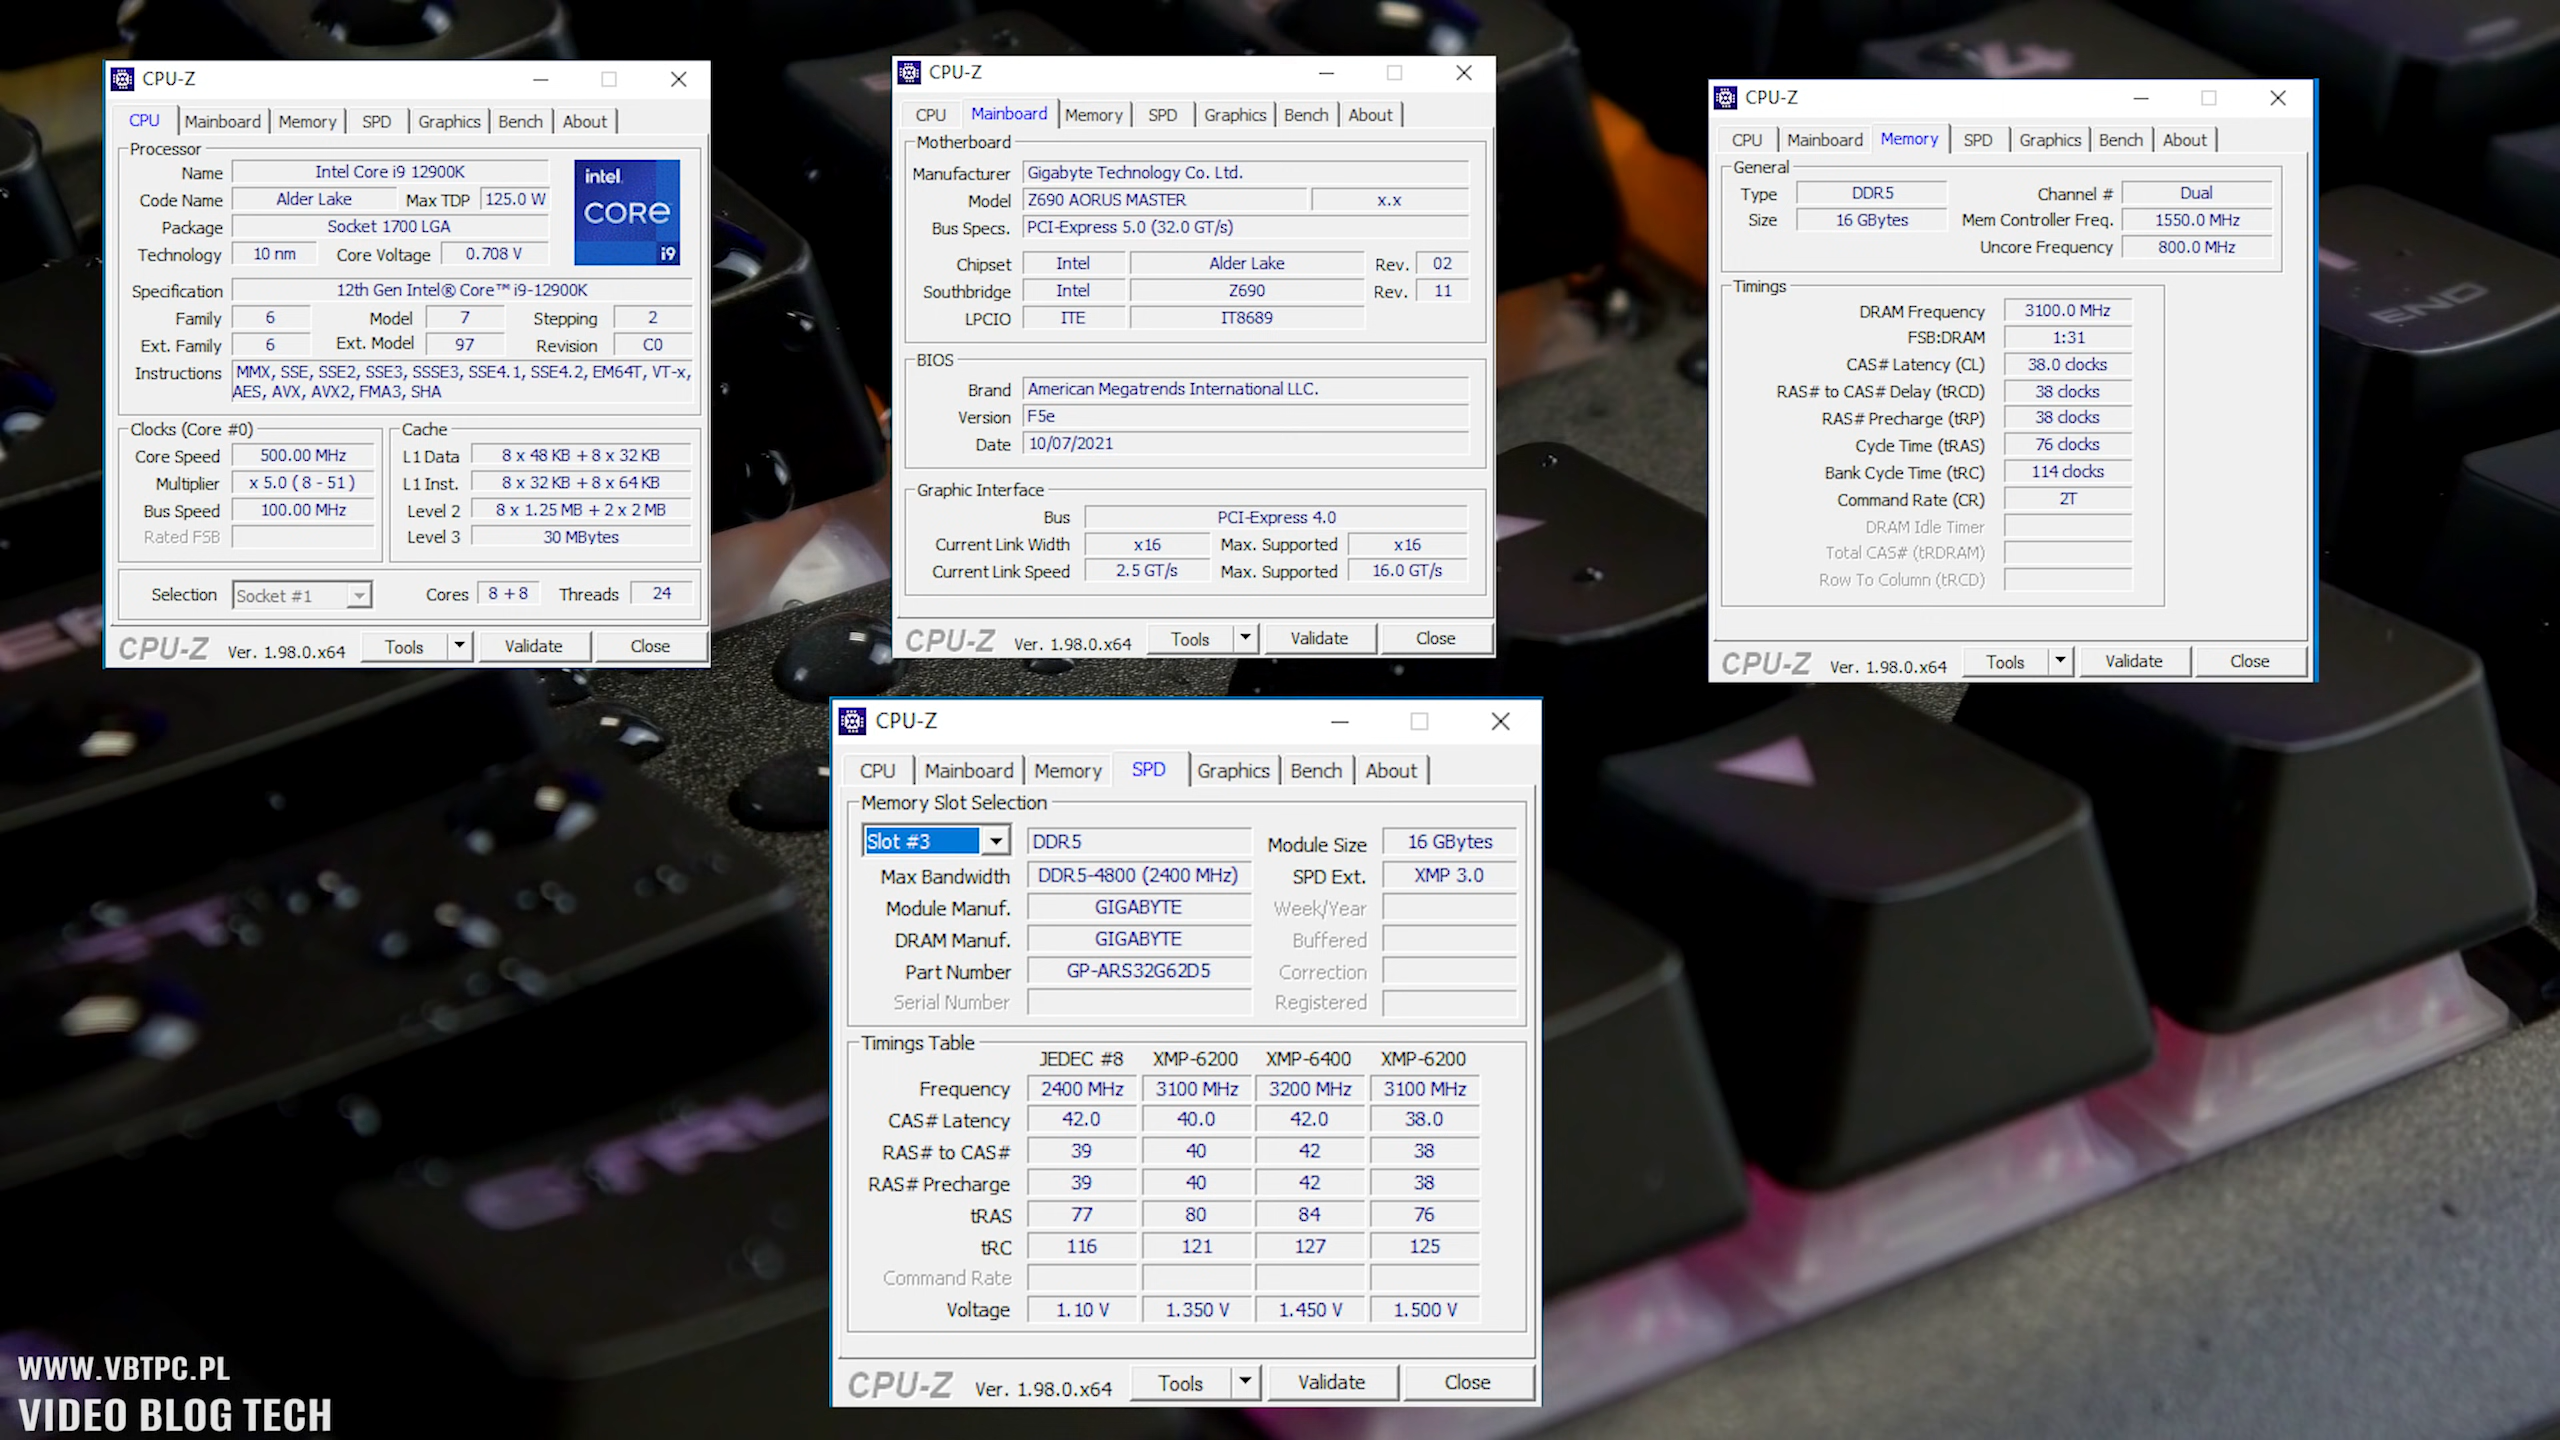 CPU-Z
CPU Mainboard Memory SPD Graphics Bench About
Processor
Name Intel Core i9 12900K
Code Name Alder Lake Max TDP 125.0 W
Package Socket 1700 LGA
Technology 10 nm Core Voltage 0.708 V
intel CORE i9
Specification 12th Gen Intel® Core™ i9-12900K
Family 6 Model 7 Stepping 2
Ext. Family 6 Ext. Model 97 Revision C0
Instructions MMX, SSE, SSE2, SSE3, SSSE3, SSE4.1, SSE4.2, EM64T, VT-x,
AES, AVX, AVX2, FMA3, SHA
Clocks (Core #0)
Core Speed 500.00 MHz
Multiplier x 5.0 ( 8 - 51 )
Bus Speed 100.00 MHz
Rated FSB
Cache
L1 Data 8 x 48 KB + 8 x 32 KB
L1 Inst. 8 x 32 KB + 8 x 64 KB
Level 2 8 x 1.25 MB + 2 x 2 MB
Level 3 30 MBytes
Selection Socket #1 Cores 8 + 8 Threads 24
CPU-Z Ver. 1.98.0.x64 Tools Validate Close
CPU-Z
CPU Mainboard Memory SPD Graphics Bench About
Motherboard
Manufacturer Gigabyte Technology Co. Ltd.
Model Z690 AORUS MASTER x.x
Bus Specs. PCI-Express 5.0 (32.0 GT/s)
Chipset Intel Alder Lake Rev. 02
Southbridge Intel Z690 Rev. 11
LPCIO ITE IT8689
BIOS
Brand American Megatrends International LLC.
Version F5e
Date 10/07/2021
Graphic Interface
Bus PCI-Express 4.0
Current Link Width x16 Max. Supported x16
Current Link Speed 2.5 GT/s Max. Supported 16.0 GT/s
CPU-Z Ver. 1.98.0.x64 Tools Validate Close
CPU-Z
CPU Mainboard Memory SPD Graphics Bench About
General
Type DDR5 Channel # Dual
Size 16 GBytes Mem Controller Freq. 1550.0 MHz
Uncore Frequency 800.0 MHz
Timings
DRAM Frequency 3100.0 MHz
FSB:DRAM 1:31
CAS# Latency (CL) 38.0 clocks
RAS# to CAS# Delay (tRCD) 38 clocks
RAS# Precharge (tRP) 38 clocks
Cycle Time (tRAS) 76 clocks
Bank Cycle Time (tRC) 114 clocks
Command Rate (CR) 2T
DRAM Idle Timer
Total CAS# (tRDRAM)
Row To Column (tRCD)
CPU-Z Ver. 1.98.0.x64 Tools Validate Close
END
CPU-Z
CPU Mainboard Memory SPD Graphics Bench About
Memory Slot Selection
Slot #3 DDR5 Module Size 16 GBytes
Max Bandwidth DDR5-4800 (2400 MHz) SPD Ext. XMP 3.0
Module Manuf. GIGABYTE Week/Year
DRAM Manuf. GIGABYTE Buffered
Part Number GP-ARS32G62D5 Correction
Serial Number Registered
Timings Table
JEDEC #8 XMP-6200 XMP-6400 XMP-6200
Frequency 2400 MHz 3100 MHz 3200 MHz 3100 MHz
CAS# Latency 42.0 40.0 42.0 38.0
RAS# to CAS# 39 40 42 38
RAS# Precharge 39 40 42 38
tRAS 77 80 84 76
tRC 116 121 127 125
Command Rate
Voltage 1.10 V 1.350 V 1.450 V 1.500 V
CPU-Z Ver. 1.98.0.x64 Tools Validate Close
WWW.VBTPC.PL
VIDEO BLOG TECH